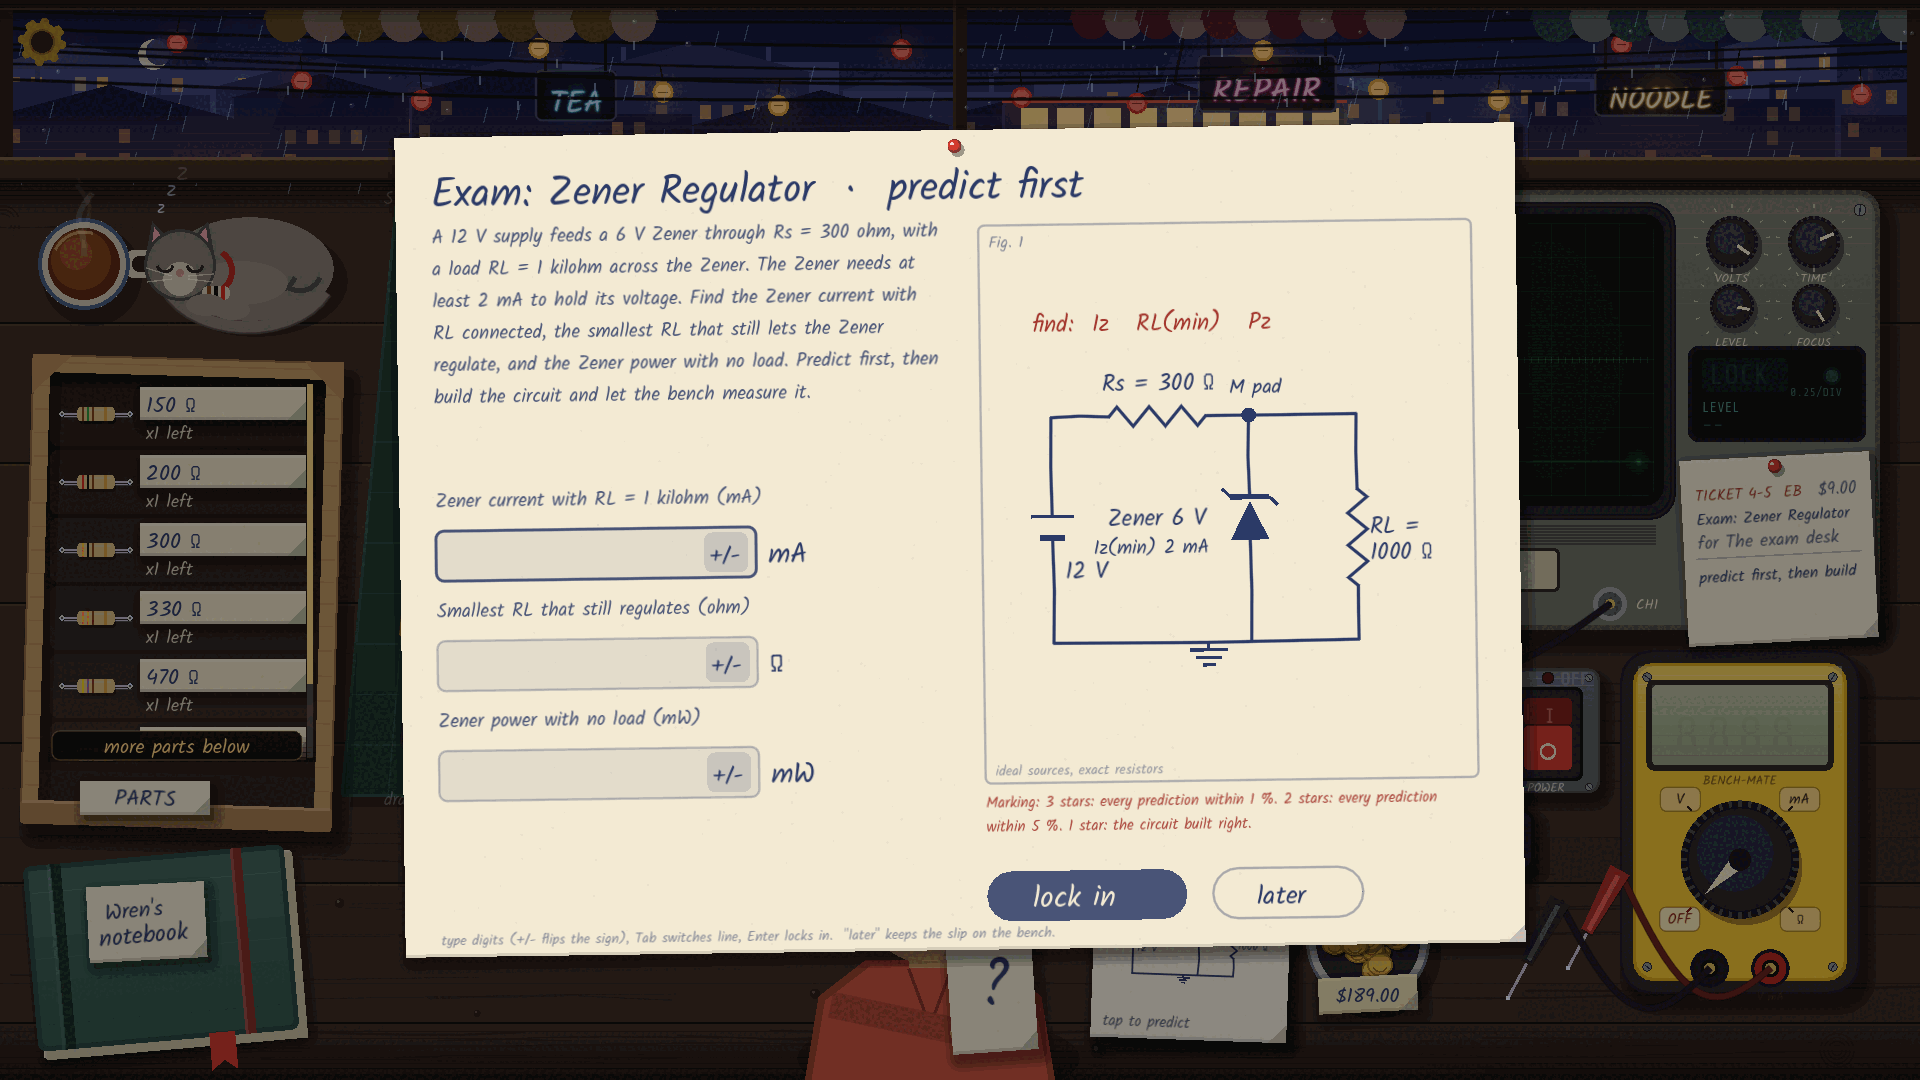 TEA
REPAIR
NOODLE
z
z
z
Exam: Zener Regulator · predict first
A 12 V supply feeds a 6 V Zener through Rs = 300 ohm, with
a load RL = 1 kilohm across the Zener. The Zener needs at
least 2 mA to hold its voltage. Find the Zener current with
RL connected, the smallest RL that still lets the Zener
regulate, and the Zener power with no load. Predict first, then
build the circuit and let the bench measure it.
Zener current with RL = 1 kilohm (mA)
+/- mA
Smallest RL that still regulates (ohm)
+/- Ω
Zener power with no load (mW)
+/- mW
Fig. 1
find: Iz RL(min) Pz
Rs = 300 Ω M pad
Zener 6 V
Iz(min) 2 mA
12 V
RL =
1000 Ω
ideal sources, exact resistors
Marking: 3 stars: every prediction within 1 %. 2 stars: every prediction
within 5 %. 1 star: the circuit built right.
lock in
later
type digits (+/- flips the sign), Tab switches line, Enter locks in. "later" keeps the slip on the bench.
150 Ω
x1 left
200 Ω
x1 left
300 Ω
x1 left
330 Ω
x1 left
470 Ω
x1 left
more parts below
PARTS
Wren's
notebook
VOLTS
TIME
LEVEL
FOCUS
LOCK
0.25/DIV
LEVEL
--
CH1
TICKET 4-5 EB $9.00
Exam: Zener Regulator
for The exam desk
predict first, then build
OFF
I
POWER
BENCH-MATE
V
mA
OFF
Ω
?
tap to predict
$189.00